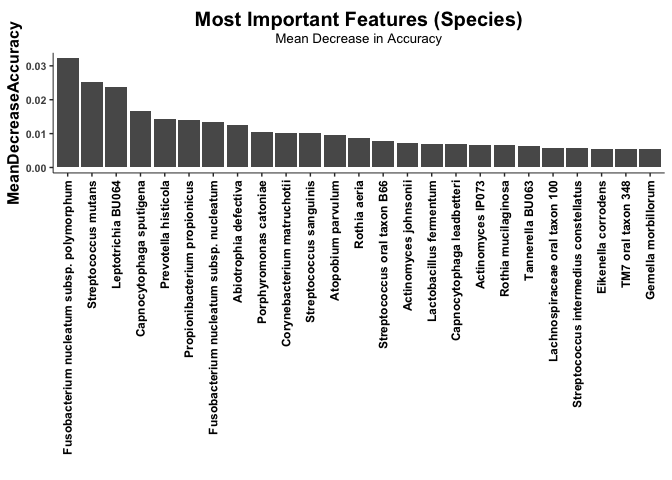 Most Important Features (Species)
Mean Decrease in Accuracy
MeanDecreaseAccuracy
0.03
0.02
0.01
0.00
Fusobacterium nucleatum subsp. polymorphum
Streptococcus mutans
Leptotrichia BU064
Capnocytophaga sputigena
Prevotella histicola
Propionibacterium propionicus
Fusobacterium nucleatum subsp. nucleatum
Abiotrophia defectiva
Porphyromonas catoniae
Corynebacterium matruchotii
Streptococcus sanguinis
Atopobium parvulum
Rothia aeria
Streptococcus oral taxon B66
Actinomyces johnsonii
Lactobacillus fermentum
Capnocytophaga leadbetteri
Actinomyces IP073
Rothia mucilaginosa
Tannerella BU063
Lachnospiraceae oral taxon 100
Streptococcus intermedius constellatus
Eikenella corrodens
TM7 oral taxon 348
Gemella morbillorum